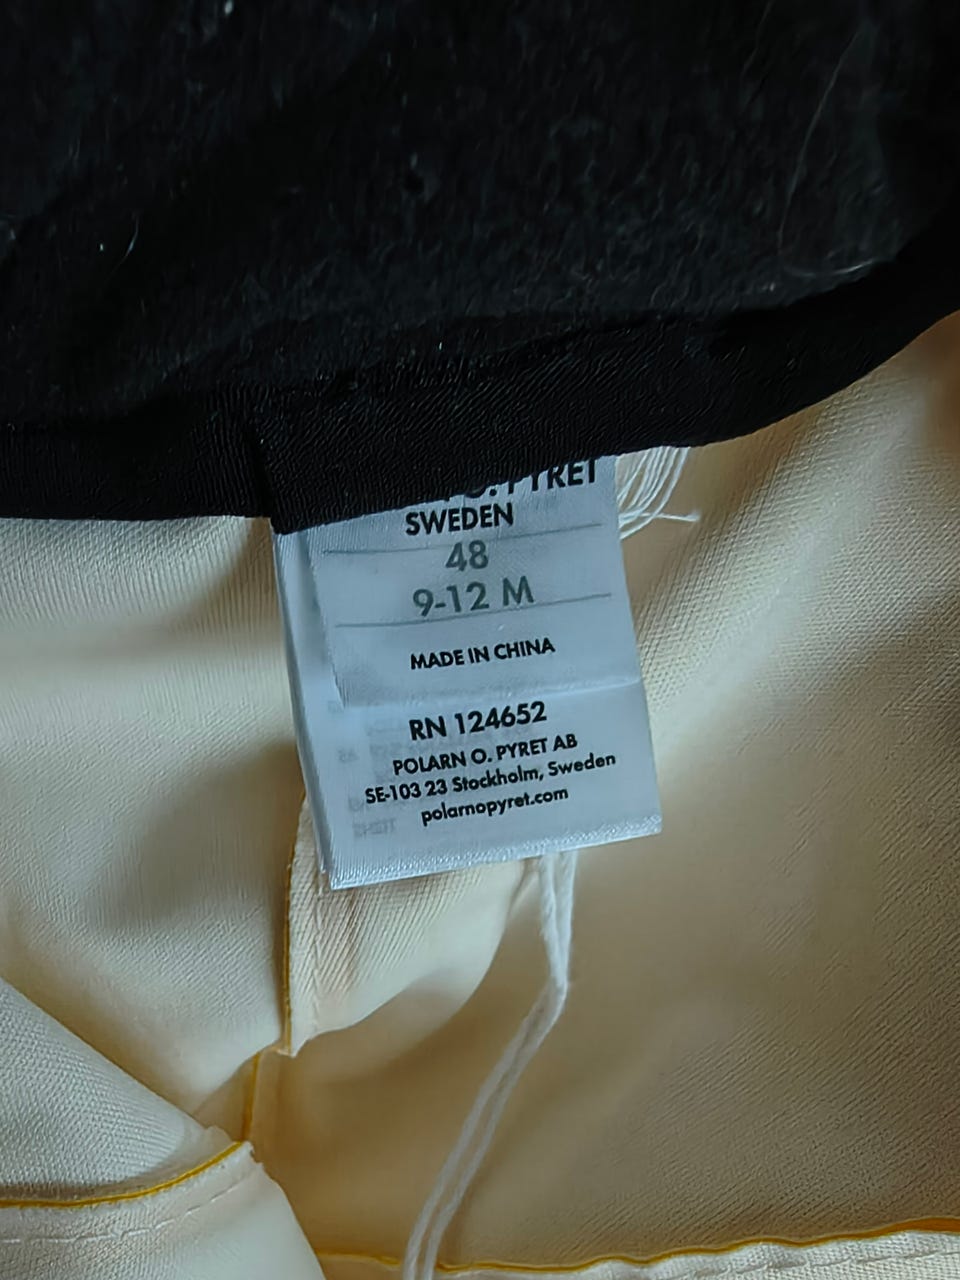 O. PYRET
SWEDEN
48
9-12 M
MADE IN CHINA
RN 124652
POLARN O. PYRET AB
SE-103 23 Stockholm, Sweden
polarnopyret.com